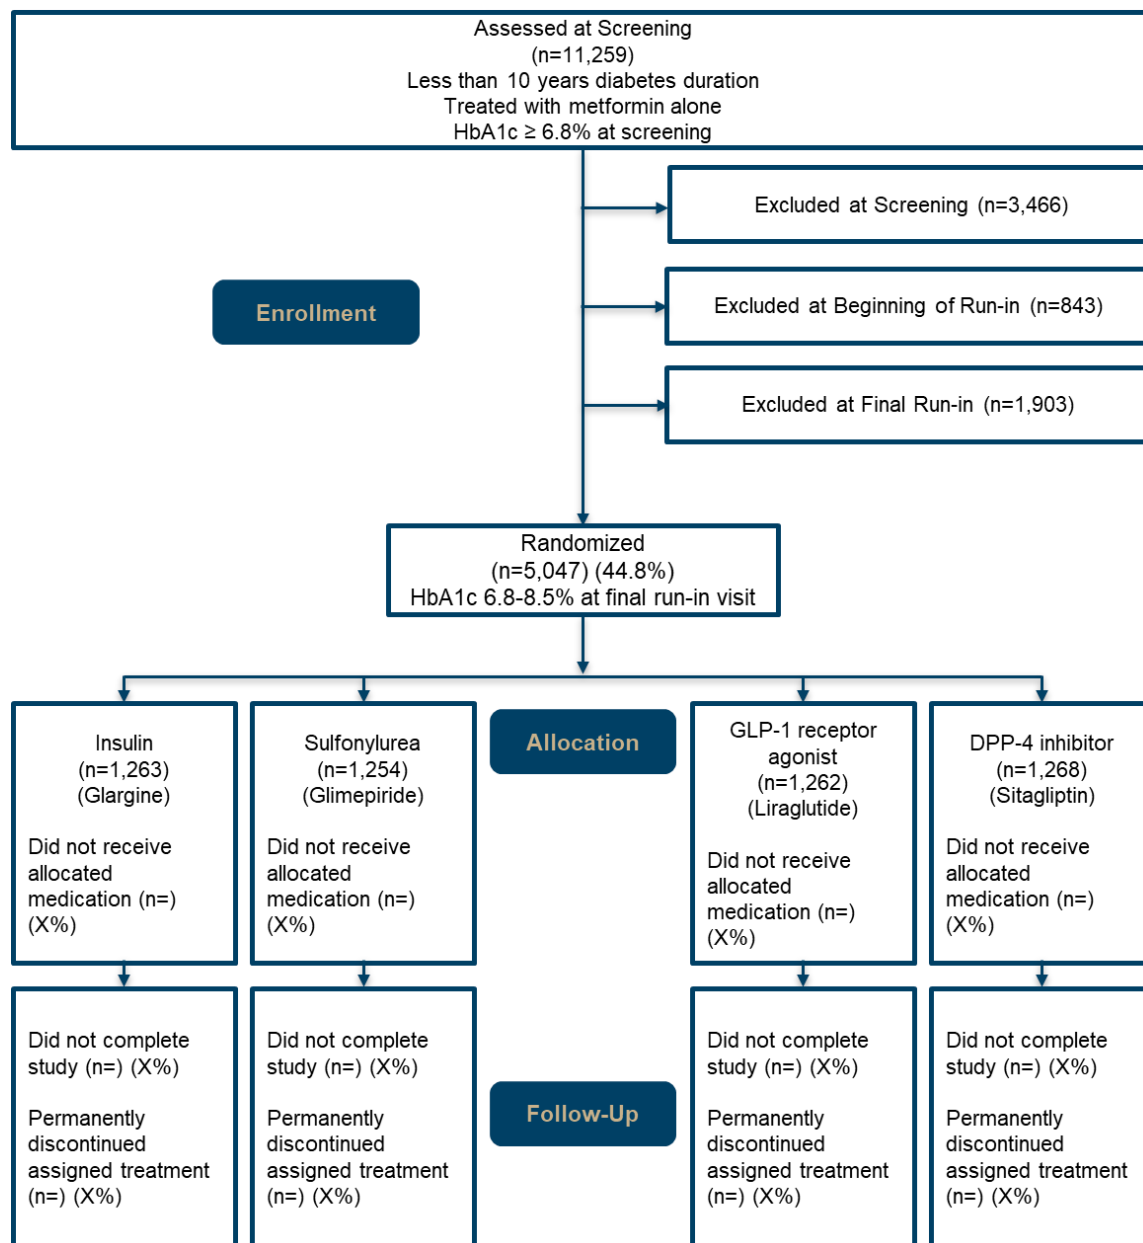 Assessed at Screening
(n=11,259)
Less than 10 years diabetes duration
Treated with metformin alone
HbA1c ≥ 6.8% at screening
Excluded at Screening (n=3,466)
Excluded at Beginning of Run-in (n=843)
Enrollment
Excluded at Final Run-in (n=1,903)
Randomized
(n=5,047) (44.8%)
HbA1c 6.8-8.5% at final run-in visit
Allocation
Insulin
(n=1,263)
(Glargine)
Did not receive
allocated
medication (n=)
(X%)
Sulfonylurea
(n=1,254)
(Glimepiride)
Did not receive
allocated
medication (n=)
(X%)
GLP-1 receptor
agonist
(n=1,262)
(Liraglutide)
Did not receive
allocated
medication (n=)
(X%)
DPP-4 inhibitor
(n=1,268)
(Sitagliptin)
Did not receive
allocated
medication (n=)
(X%)
Follow-Up
Did not complete
study (n=) (X%)
Permanently
discontinued
assigned treatment
(n=) (X%)
Did not complete
study (n=) (X%)
Permanently
discontinued
assigned treatment
(n=) (X%)
Did not complete
study (n=) (X%)
Permanently
discontinued
assigned treatment
(n=) (X%)
Did not complete
study (n=) (X%)
Permanently
discontinued
assigned treatment
(n=) (X%)